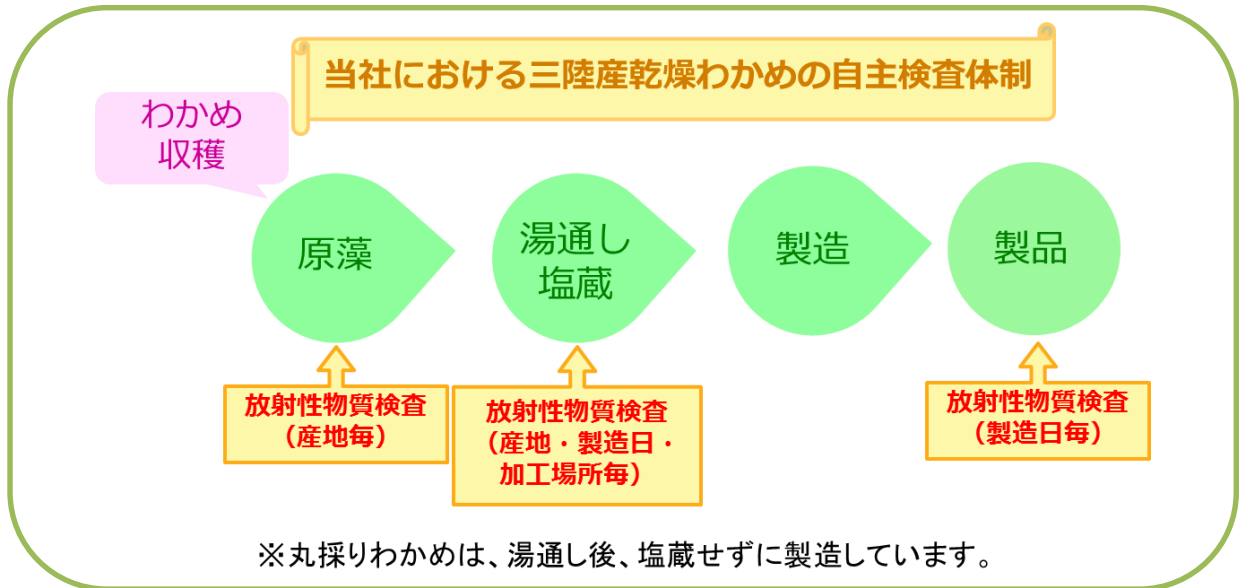 当社における三陸産乾燥わかめの自主検査体制
わかめ
収穫
原藻
湯通し
塩蔵
製造
製品
放射性物質検査
（産地毎）
放射性物質検査
（産地・製造日・
加工場所毎）
放射性物質検査
（製造日毎）
※丸採りわかめは、湯通し後、塩蔵せずに製造しています。